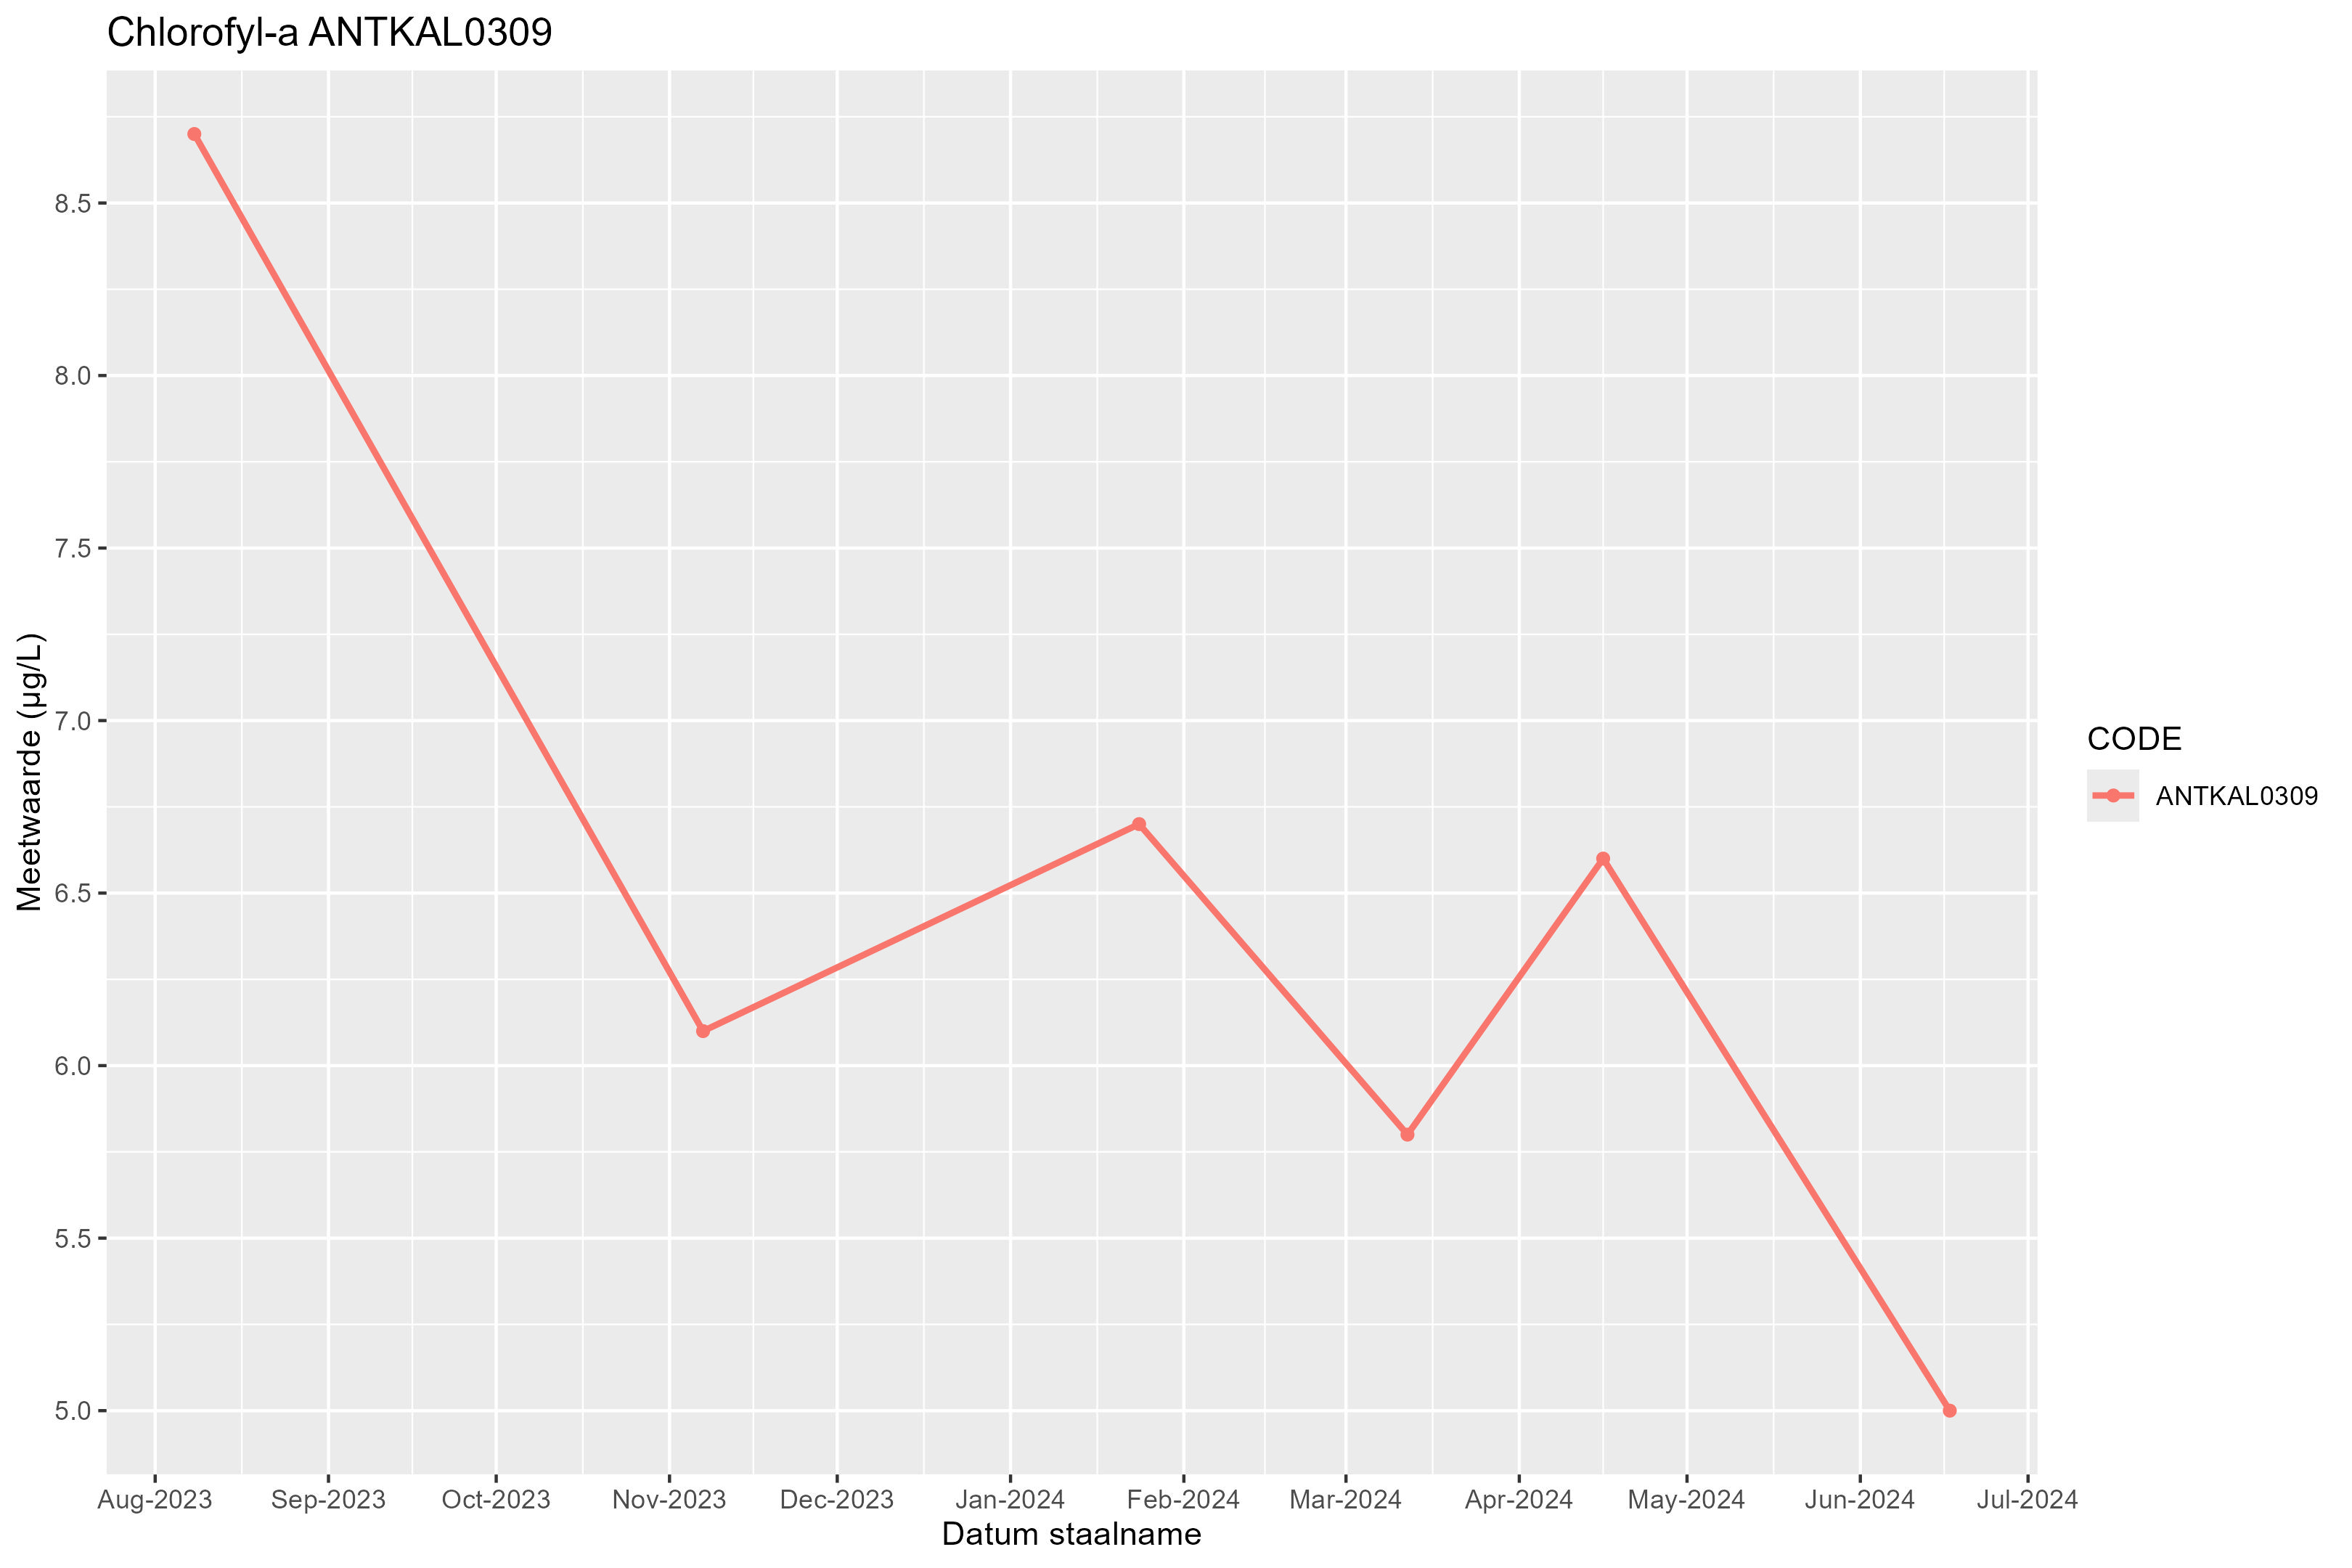 Chlorofyl-a ANTKAL0309
Meetwaarde (µg/L)
8.5
8.0
7.5
7.0
6.5
6.0
5.5
5.0
Aug-2023 Sep-2023 Oct-2023 Nov-2023 Dec-2023 Jan-2024 Feb-2024 Mar-2024 Apr-2024 May-2024 Jun-2024 Jul-2024
Datum staalname
CODE
ANTKAL0309